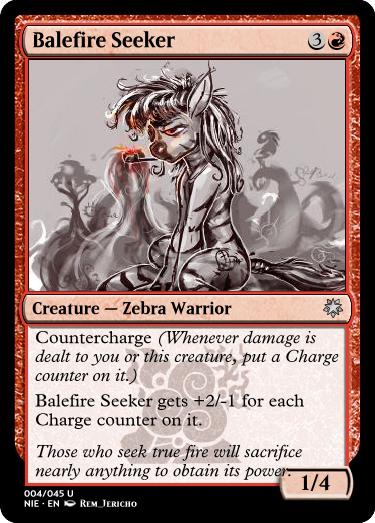 Balefire Seeker 3
Creature — Zebra Warrior
Countercharge (Whenever damage is
dealt to you or this creature, put a Charge
counter on it.)
Balefire Seeker gets +2/-1 for each
Charge counter on it.
Those who seek true fire will sacrifice
nearly anything to obtain its power.
1/4
004/045 U
NIE • EN Rem_Jericho